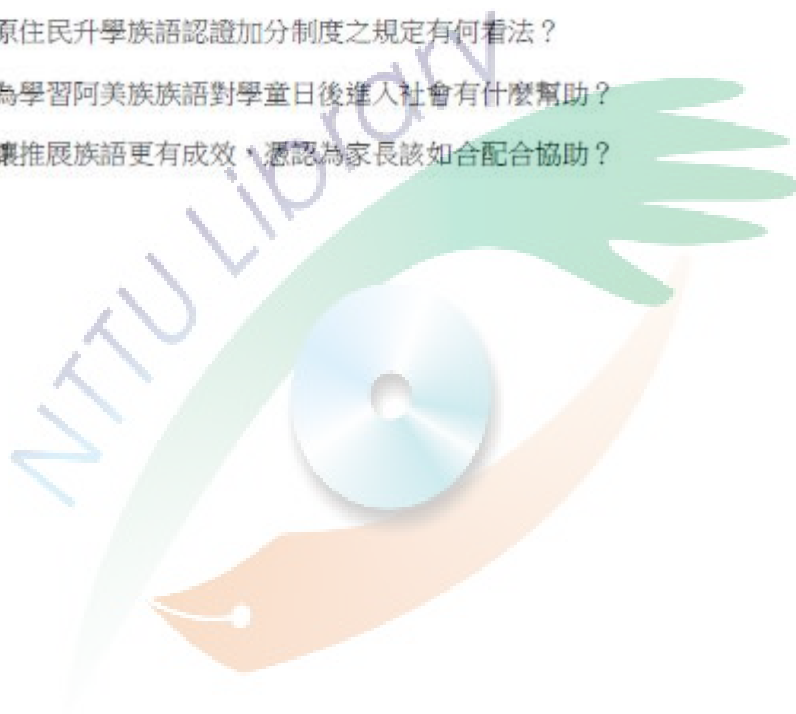 原住民升學族語認證加分制度之規定有何看法？
為學習阿美族族語對學童日後進入社會有什麼幫助？
讓推展族語更有成效，憑認為家長該如合配合協助？
NTTU Library